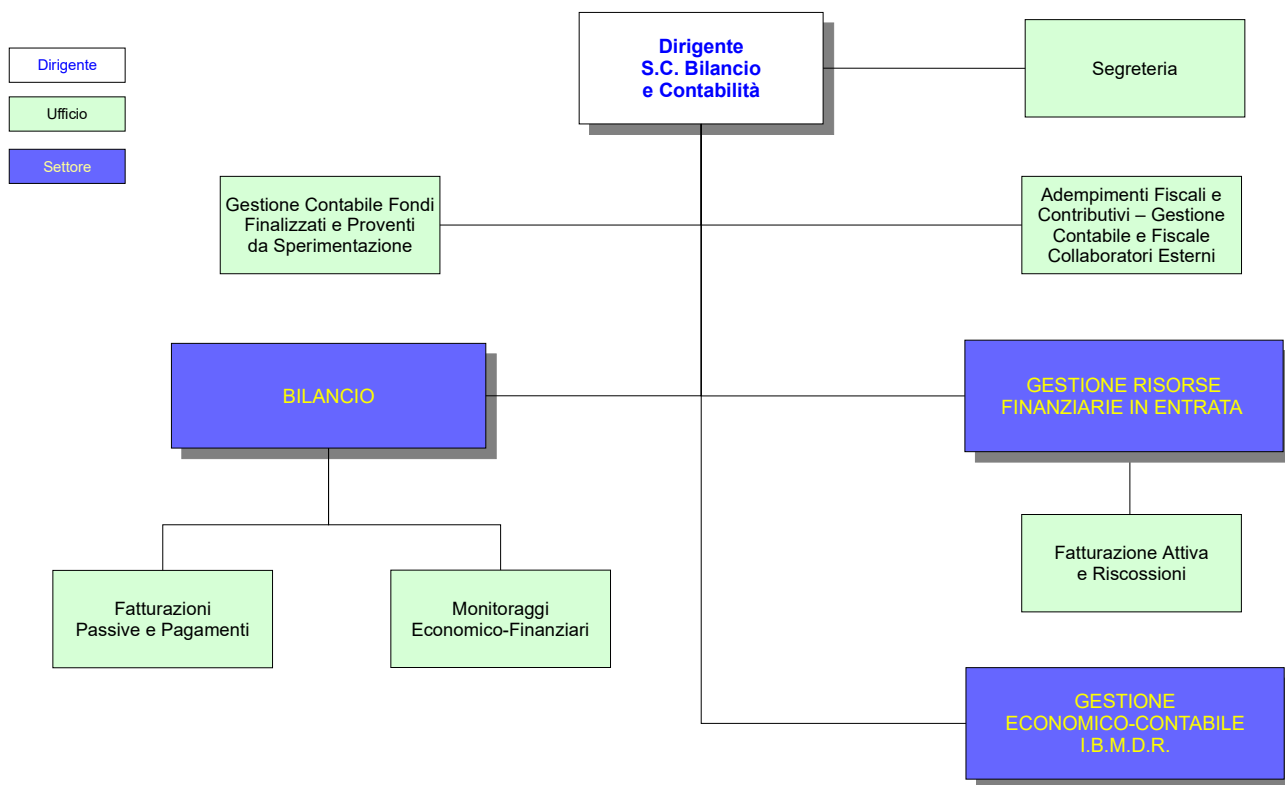 Dirigente
Ufficio
Settore
Dirigente
S.C. Bilancio
e Contabilità
Segreteria
Gestione Contabile Fondi
Finalizzati e Proventi
da Sperimentazione
Adempimenti Fiscali e
Contributivi – Gestione
Contabile e Fiscale
Collaboratori Esterni
BILANCIO
GESTIONE RISORSE
FINANZIARIE IN ENTRATA
Fatturazioni
Passive e Pagamenti
Monitoraggi
Economico-Finanziari
Fatturazione Attiva
e Riscossioni
GESTIONE
ECONOMICO-CONTABILE
I.B.M.D.R.